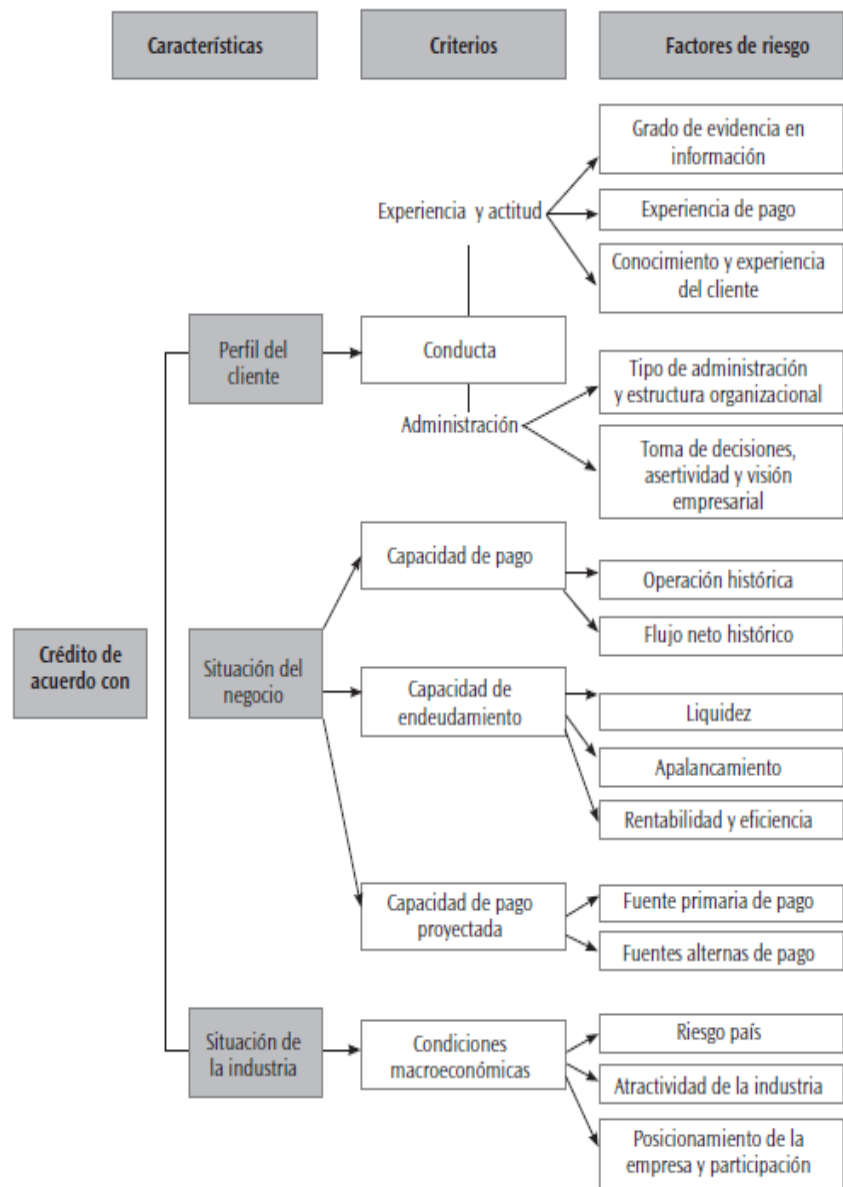 Características
Criterios
Factores de riesgo
Grado de evidencia en
información
Experiencia y actitud
Experiencia de pago
Conocimiento y experiencia
del cliente
Perfil del
cliente
Conducta
Tipo de administración
y estructura organizacional
Administración
Toma de decisiones,
asertividad y visión
empresarial
Capacidad de pago
Operación histórica
Flujo neto histórico
Crédito de
acuerdo con
Situación del
negocio
Capacidad de
endeudamiento
Liquidez
Apalancamiento
Rentabilidad y eficiencia
Capacidad de pago
proyectada
Fuente primaria de pago
Fuentes alternas de pago
Situación de
la industria
Condiciones
macroeconómicas
Riesgo país
Atractividad de la industria
Posicionamiento de la
empresa y participación